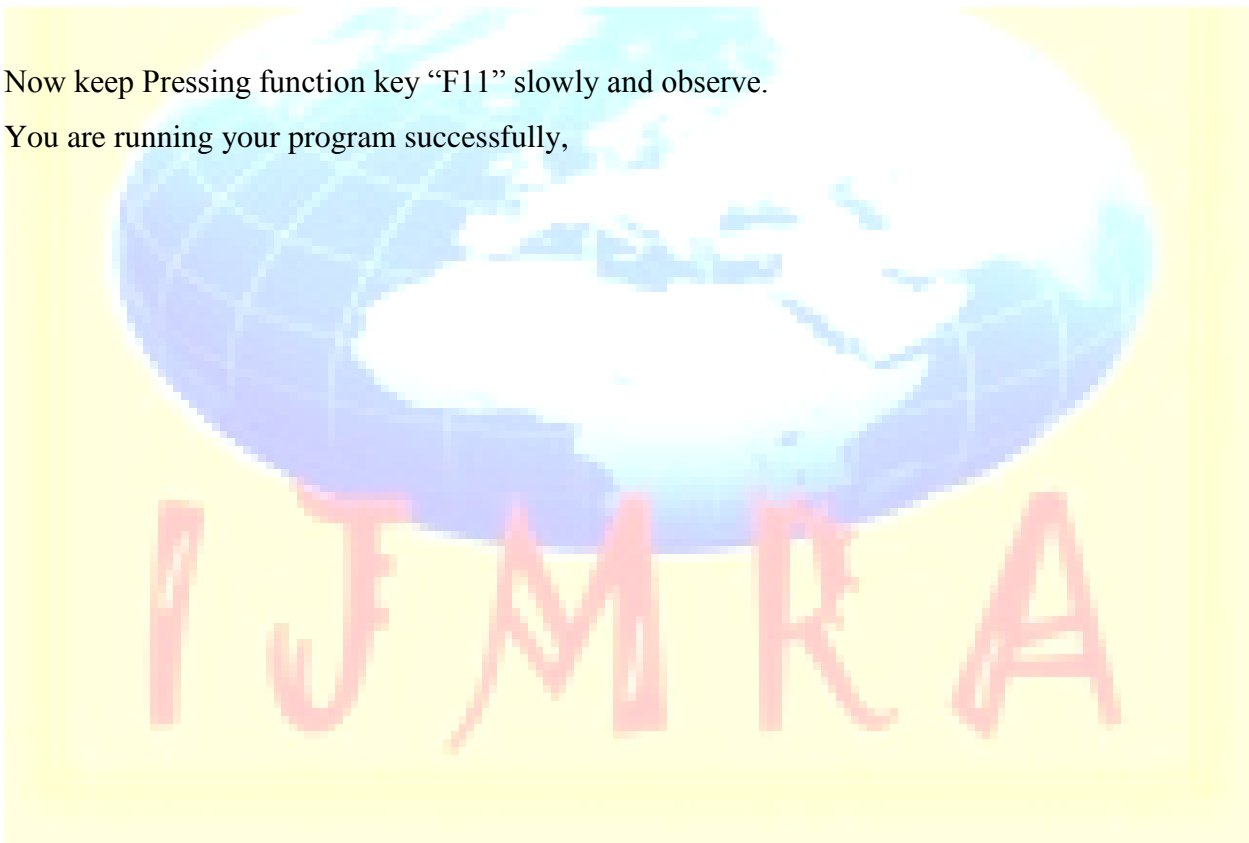 Now keep Pressing function key “F11” slowly and observe.
You are running your program successfully,
IJMRA